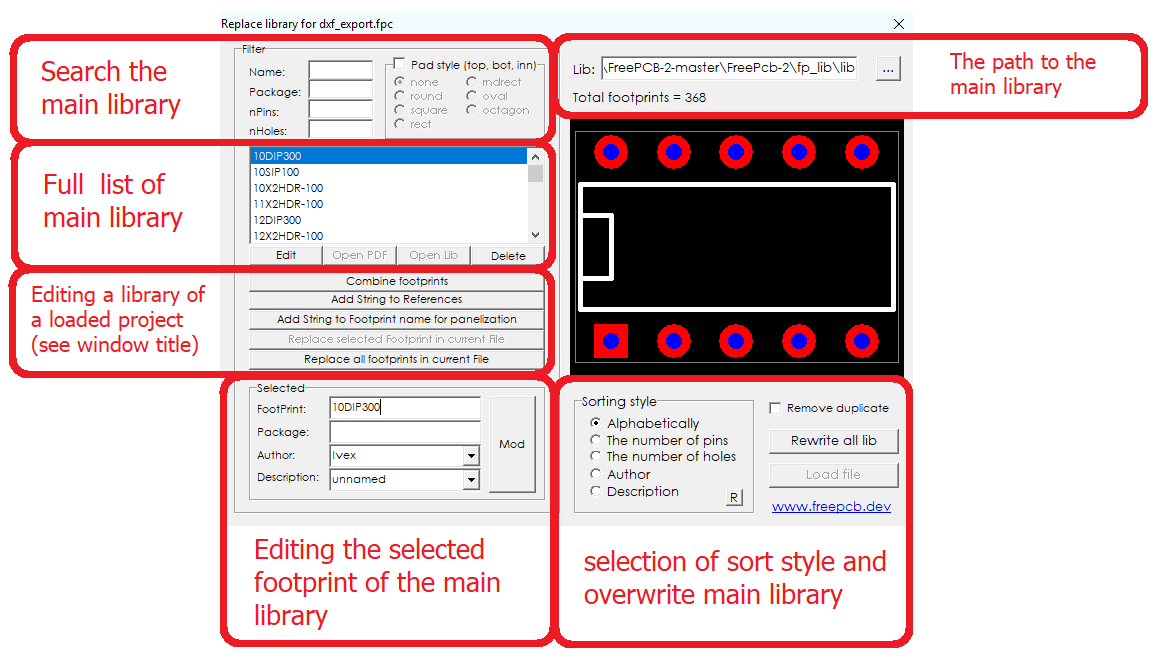 Replace library for dxf_export.fpc
Search the
main library
Filter
Name:
Package:
nPins:
nHoles:
Pad style (top, bot, inn)
none
rndrect
round
oval
square
octagon
rect
Lib:
\FreePCB-2-master\FreePcb-2\fp_lib\lib
...
Total footprints = 368
The path to the
main library
Full list of
main library
10DIP300
10SIP100
10X2HDR-100
11X2HDR-100
12DIP300
12X2HDR-100
Edit
Open PDF
Open Lib
Delete
Editing a library of
a loaded project
(see window title)
Combine footprints
Add String to References
Add String to Footprint name for panelization
Replace selected Footprint in current File
Replace all footprints in current File
Selected
FootPrint:
10DIP300
Package:
Author:
Ivex
Description:
unnamed
Mod
Sorting style
Alphabetically
The number of pins
The number of holes
Author
Description
R
Remove duplicate
Rewrite all lib
Load file
www.freepcb.dev
Editing the selected
footprint of the main
library
selection of sort style and
overwrite main library